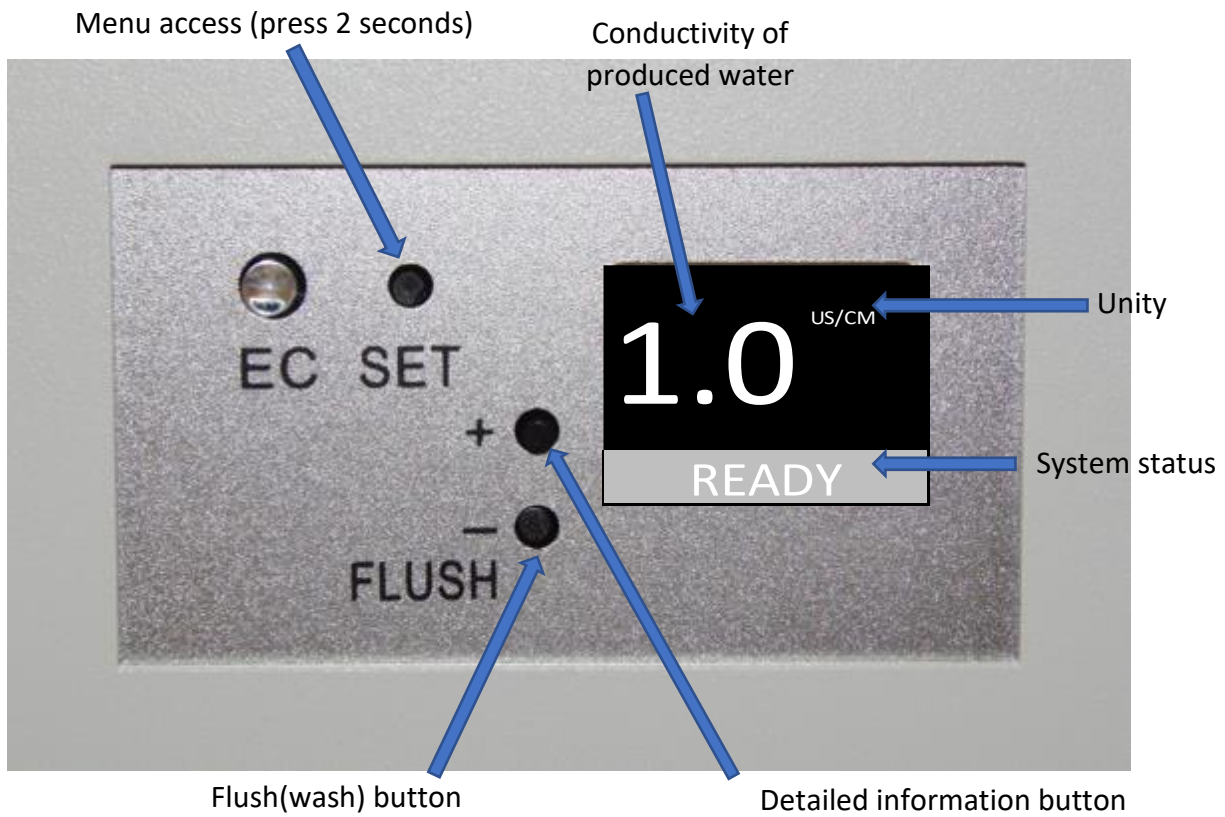 Menu access (press 2 seconds)
Conductivity of
produced water
US/CM
Unity
1.0
EC SET
+
READY
System status
–
FLUSH
Flush(wash) button
Detailed information button